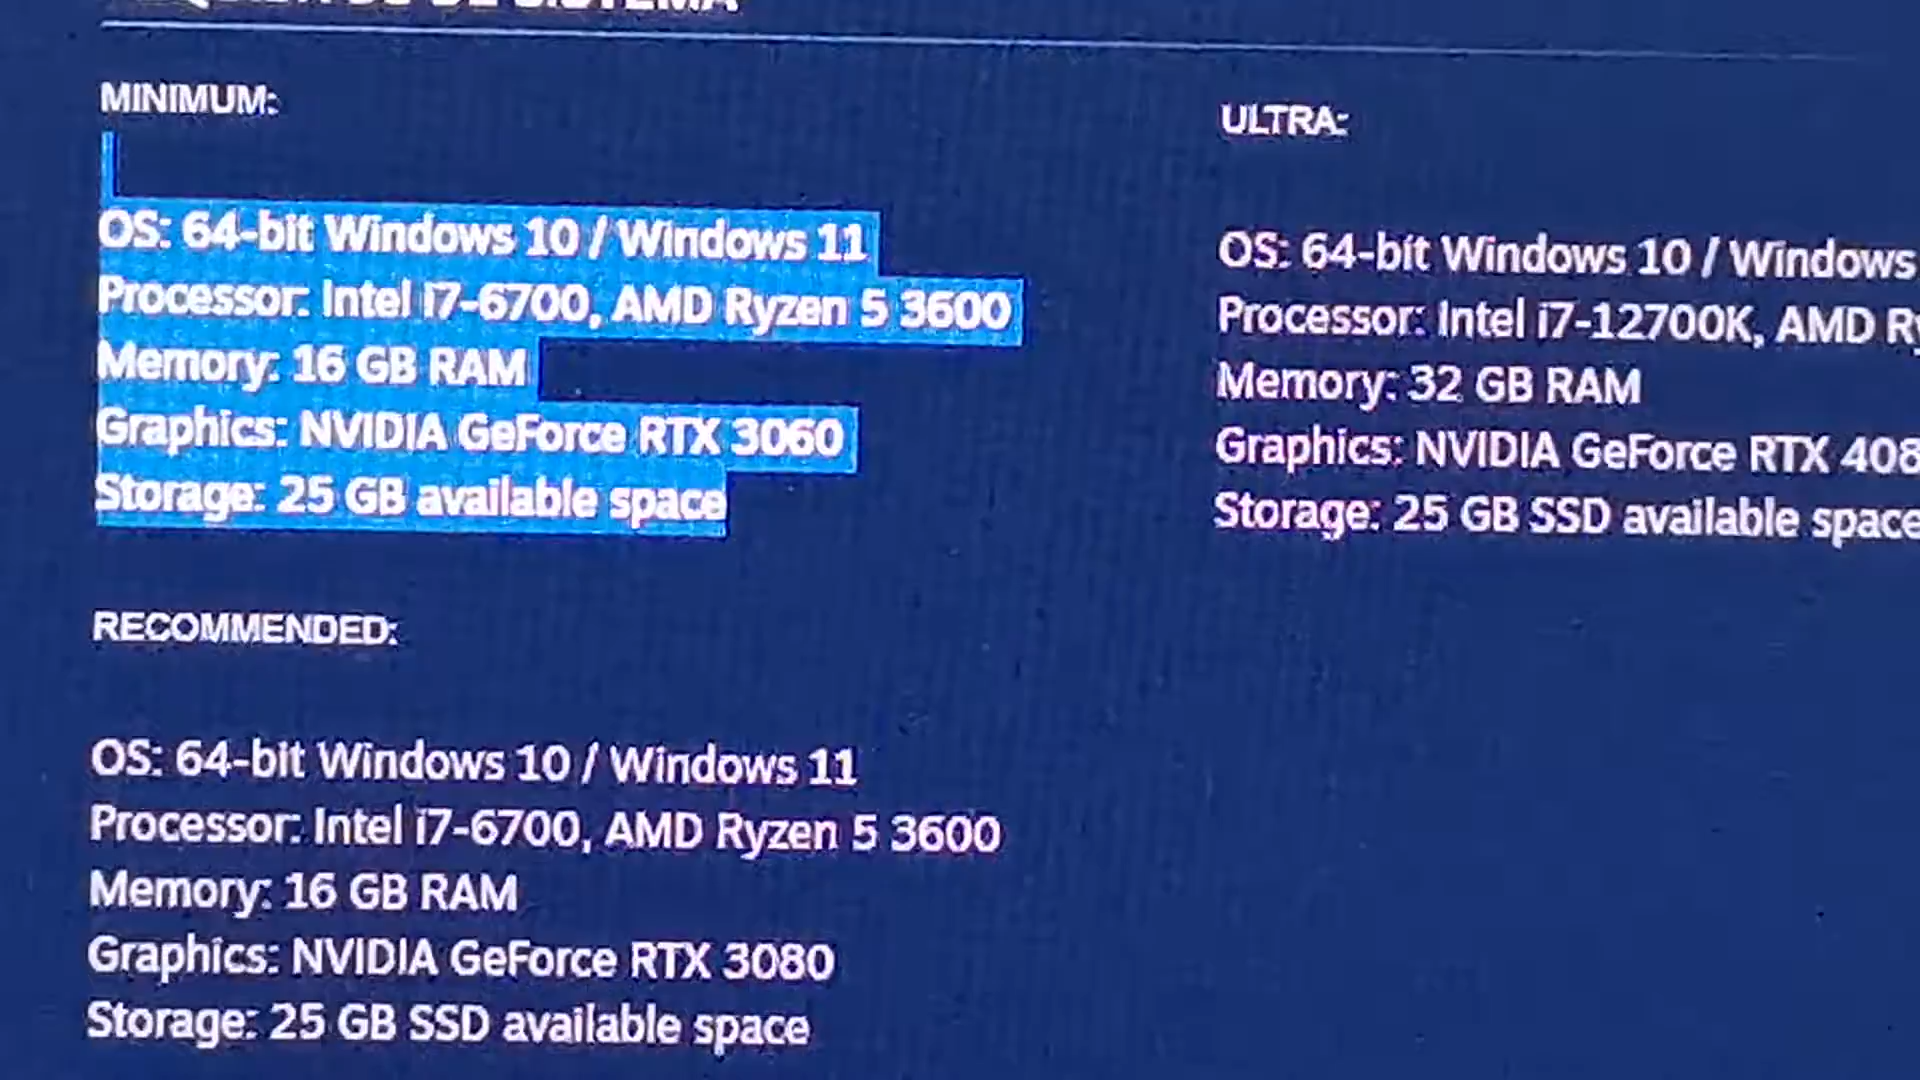 SISTEMA
MINIMUM:
OS: 64-bit Windows 10 / Windows 11
Processor: Intel i7-6700, AMD Ryzen 5 3600
Memory: 16 GB RAM
Graphics: NVIDIA GeForce RTX 3060
Storage: 25 GB available space
RECOMMENDED:
OS: 64-bit Windows 10 / Windows 11
Processor: Intel i7-6700, AMD Ryzen 5 3600
Memory: 16 GB RAM
Graphics: NVIDIA GeForce RTX 3080
Storage: 25 GB SSD available space
ULTRA:
OS: 64-bit Windows 10 / Windows
Processor: Intel i7-12700K, AMD Ry
Memory: 32 GB RAM
Graphics: NVIDIA GeForce RTX 408
Storage: 25 GB SSD available space